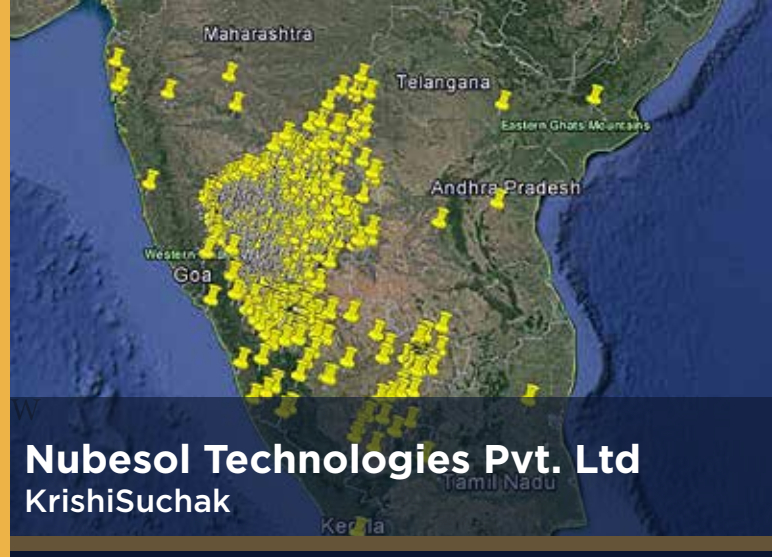 Maharashtra
Telangana
Eastern Ghats Mountains
Andhra Pradesh
Western
Goa
Nubesol Technologies Pvt. Ltd
Tamil Nadu
KrishiSuchak